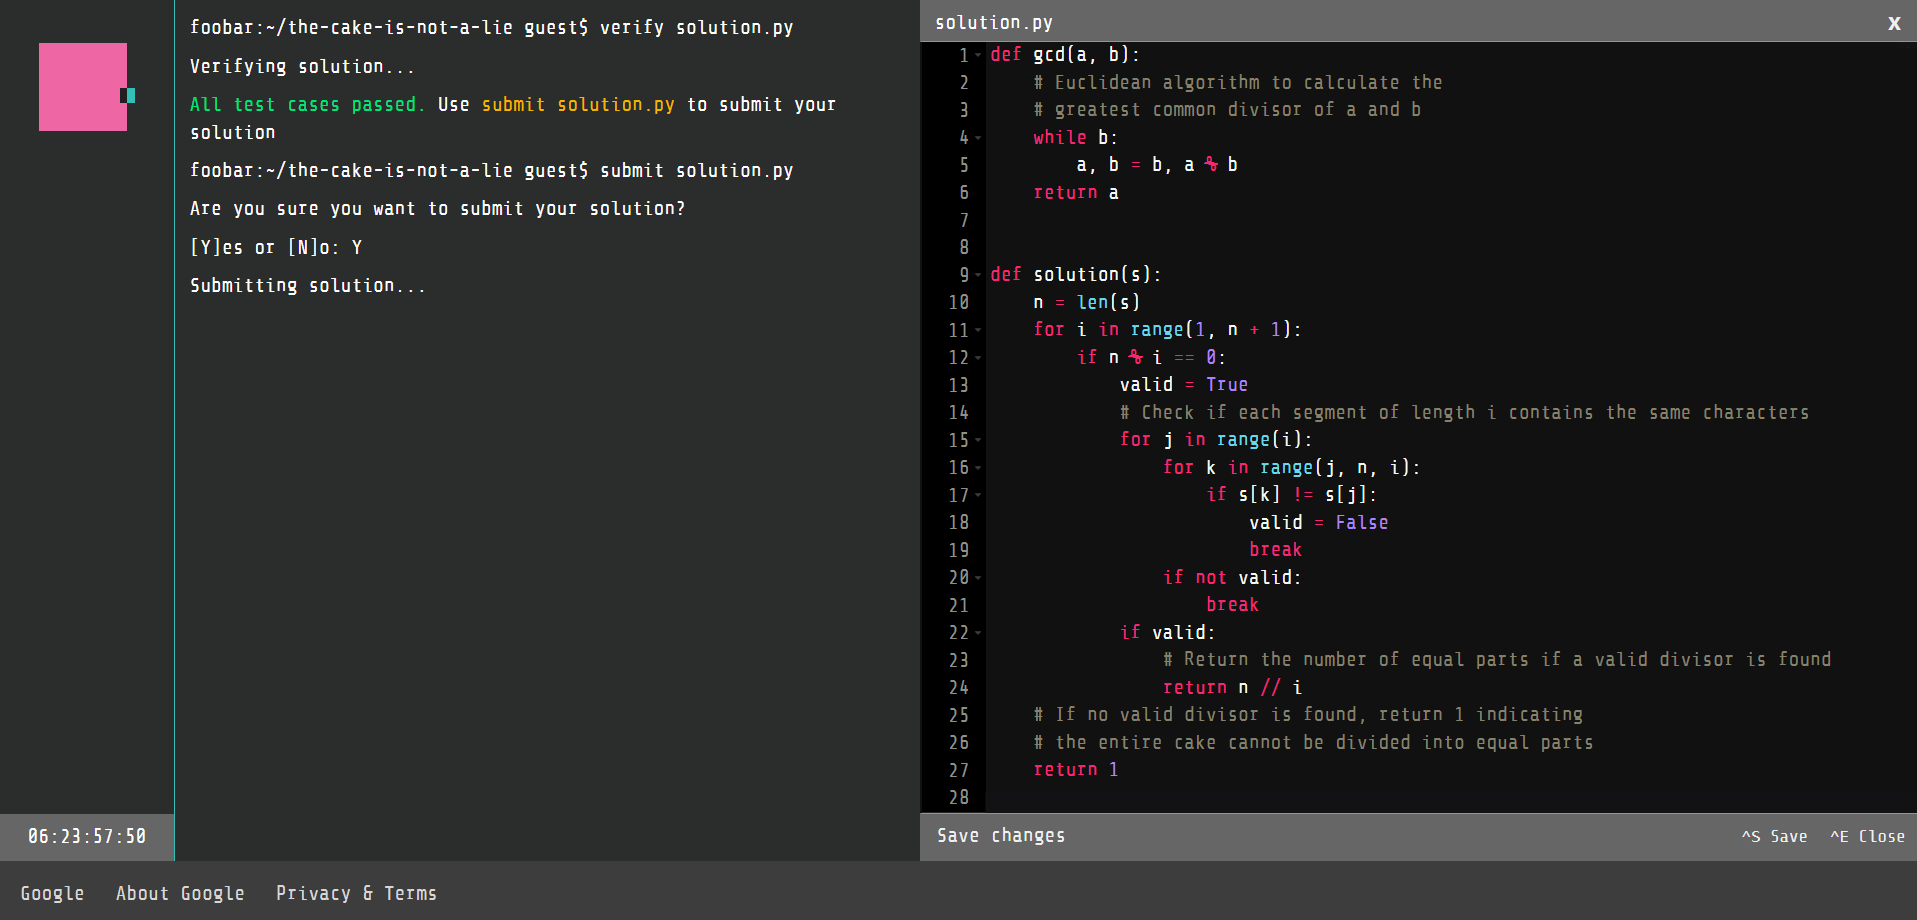 foobar:~/the-cake-is-not-a-lie guest$ verify solution.py
Verifying solution...
All test cases passed. Use submit solution.py to submit your
solution
foobar:~/the-cake-is-not-a-lie guest$ submit solution.py
Are you sure you want to submit your solution?
[Y]es or [N]o: Y
Submitting solution...
06:23:57:50
solution.py x
1 def gcd(a, b):
2     # Euclidean algorithm to calculate the
3     # greatest common divisor of a and b
4     while b:
5         a, b = b, a % b
6     return a
7
8
9 def solution(s):
10     n = len(s)
11     for i in range(1, n + 1):
12         if n % i == 0:
13             valid = True
14             # Check if each segment of length i contains the same characters
15             for j in range(i):
16                 for k in range(j, n, i):
17                     if s[k] != s[j]:
18                         valid = False
19                         break
20                 if not valid:
21                     break
22             if valid:
23                 # Return the number of equal parts if a valid divisor is found
24                 return n // i
25     # If no valid divisor is found, return 1 indicating
26     # the entire cake cannot be divided into equal parts
27     return 1
28
Save changes ^S Save ^E Close
Google About Google Privacy & Terms